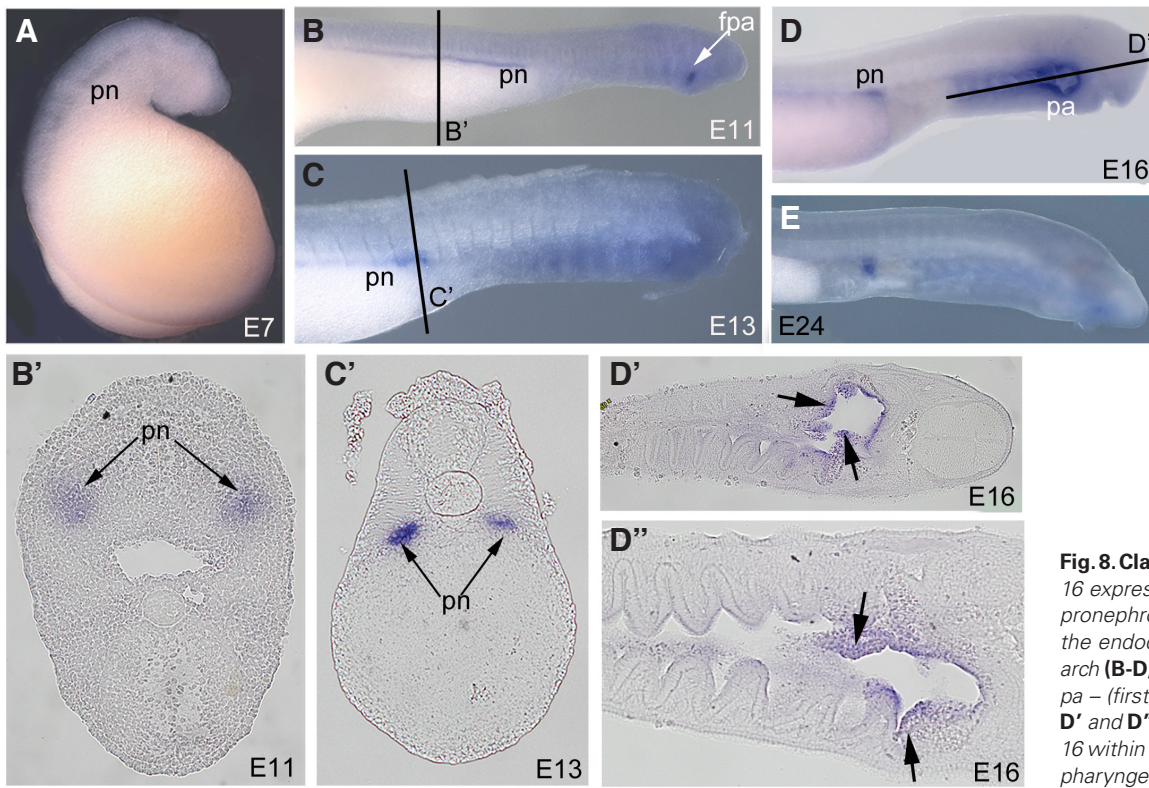 A
pn
E7
B
fpa
pn
B'
E11
C
pn
C'
E13
D
pn
D'
pa
E16
E
E24
B'
pn
E11
C'
pn
E13
D'
E16
D"
E16
Fig. 8. Cla
16 expres
pronephro
the endoc
arch (B-D,
pa – (first
D' and D"
16 within
pharynge